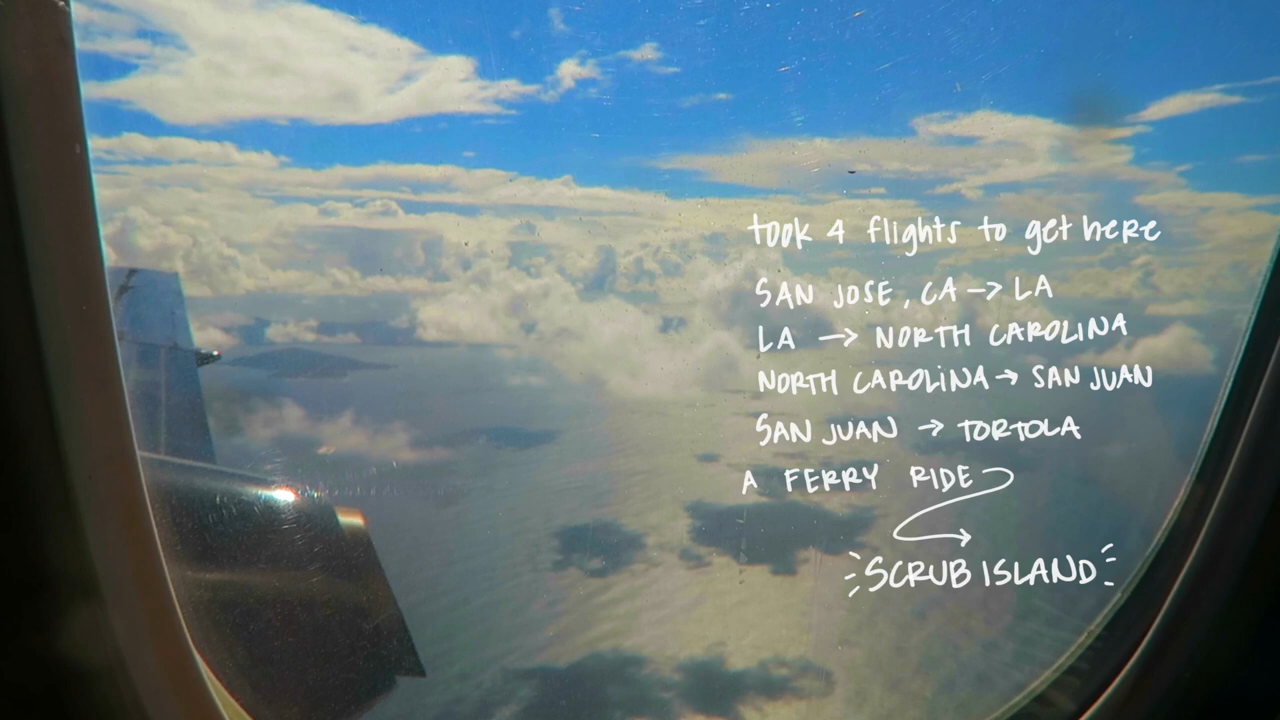 took 4 flights to get here
SAN JOSE, CA → LA
LA → NORTH CAROLINA
NORTH CAROLINA → SAN JUAN
SAN JUAN → TORTOLA
A FERRY RIDE
SCRUB ISLAND